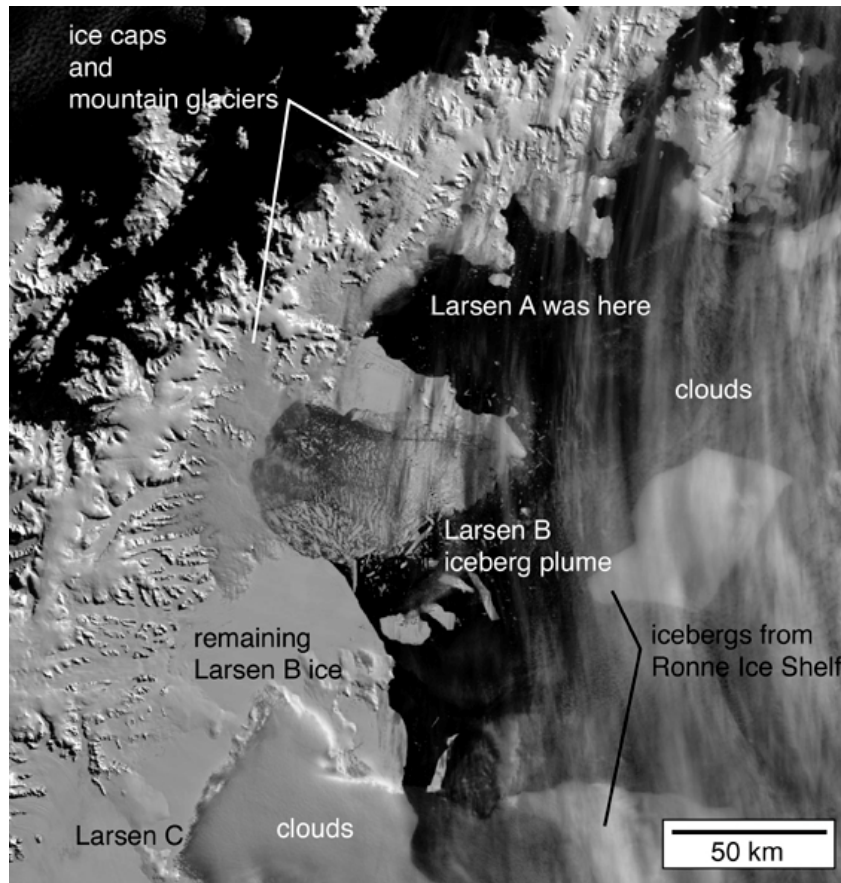 ice caps
and
mountain glaciers
Larsen A was here
clouds
Larsen B
iceberg plume
remaining
Larsen B ice
icebergs from
Ronne Ice Shelf
Larsen C
clouds
50 km